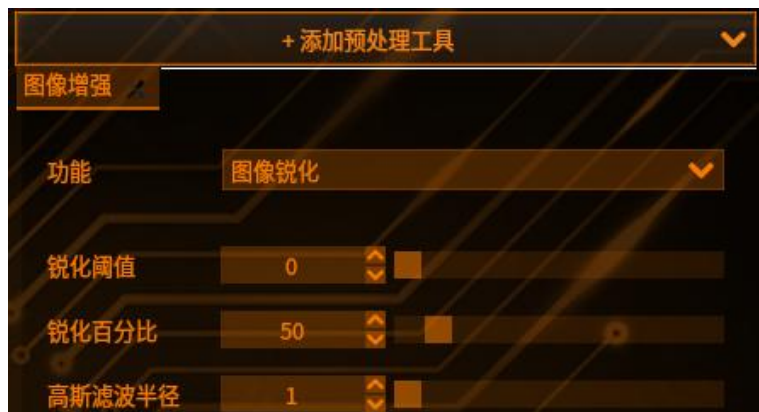 + 添加预处理工具
图像增强
功能 图像锐化
锐化阈值 0
锐化百分比 50
高斯滤波半径 1